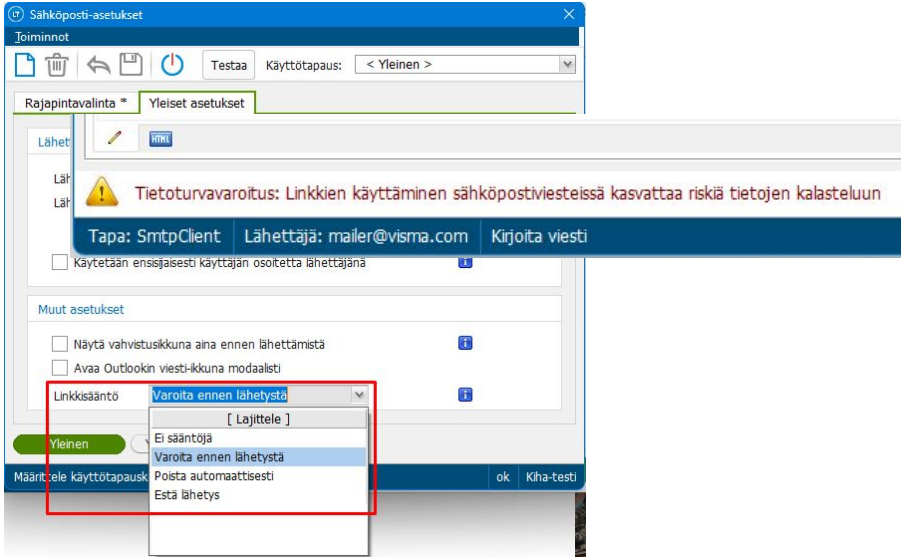 Sähköposti-asetukset
Toiminnot
Testaa Käyttötapaus: < Yleinen >
Rajapintavalinta * Yleiset asetukset
HTML
Tietoturvavaroitus: Linkkien käyttäminen sähköpostiviesteissä kasvattaa riskiä tietojen kalasteluun
Tapa: SmtpClient Lähettäjä: mailer@visma.com Kirjoita viesti
Käytetään ensisijaisesti käyttäjän osoitetta lähettäjänä
Muut asetukset
Näytä vahvistusikkuna aina ennen lähettämistä
Avaa Outlookin viesti-ikkuna modaalisti
Linkkisääntö Varoita ennen lähetystä
[ Lajittele ]
Ei sääntöjä
Varoita ennen lähetystä
Poista automaattisesti
Estä lähetys
Yleinen
Määrittele ok Kiha-testi